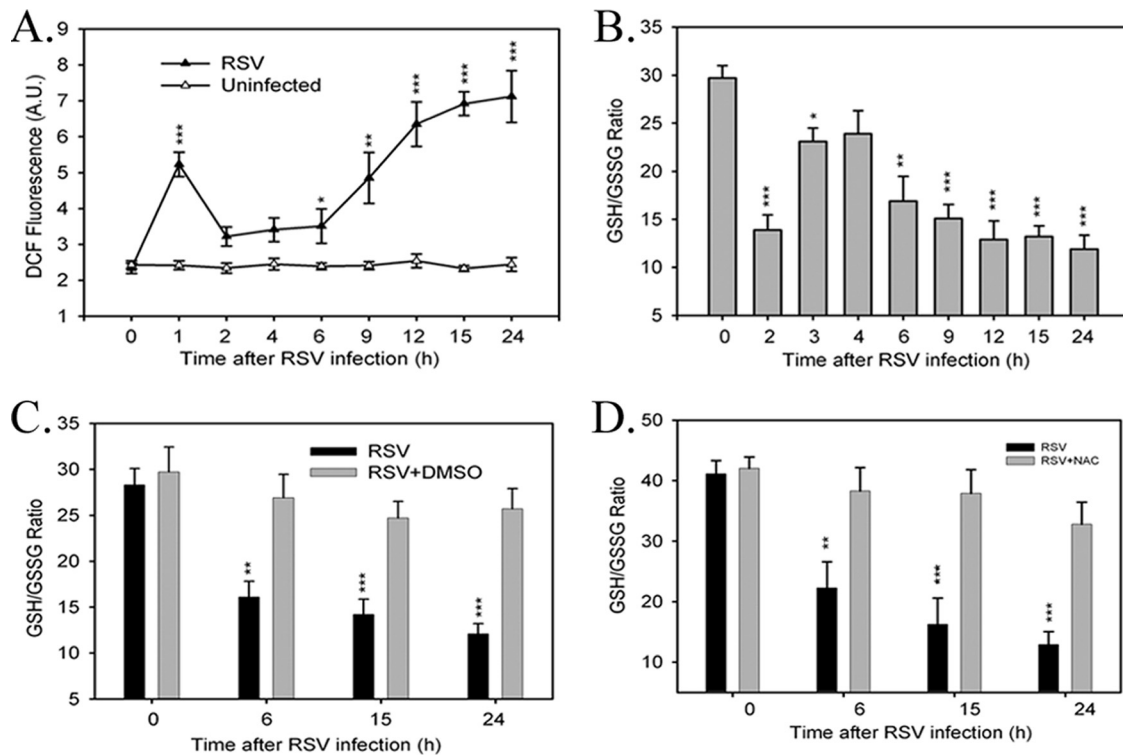 A.
9
8
7
6
5
4
3
2
1
DCF Fluorescence (A.U.)
RSV
Uninfected
***
*
**
***
***
***
0 1 2 4 6 9 12 15 24
Time after RSV infection (h)
B.
35
30
25
20
15
10
5
GSH/GSSG Ratio
***
*
**
***
***
***
***
0 2 3 4 6 9 12 15 24
Time after RSV infection (h)
C.
35
30
25
20
15
10
5
GSH/GSSG Ratio
RSV
RSV+DMSO
**
***
***
0 6 15 24
Time after RSV infection (h)
D.
50
40
30
20
10
GSH/GSSG Ratio
RSV
RSV+NAC
**
***
***
0 6 15 24
Time after RSV infection (h)